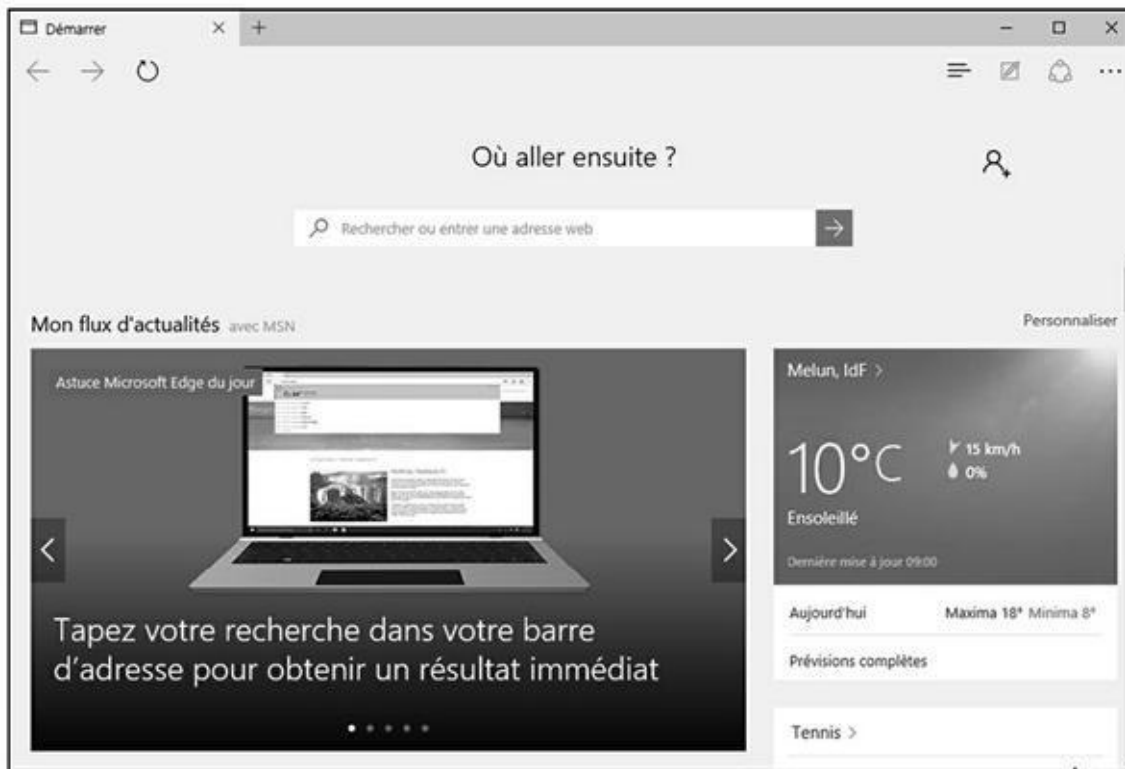 Démarrer
Où aller ensuite ?
Rechercher ou entrer une adresse web
Mon flux d'actualités avec MSN
Personnaliser
Astuce Microsoft Edge du jour
Tapez votre recherche dans votre barre
d'adresse pour obtenir un résultat immédiat
Melun, IdF >
10°C
15 km/h
0%
Ensoleillé
Dernière mise à jour 09:00
Aujourd'hui Maxima 18° Minima 8°
Prévisions complètes
Tennis >